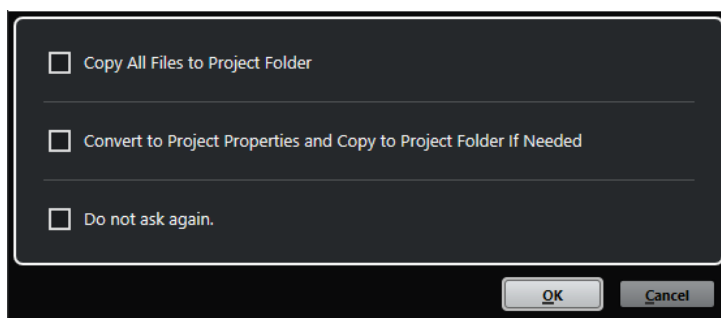 Copy All Files to Project Folder
Convert to Project Properties and Copy to Project Folder If Needed
Do not ask again.
OK
Cancel